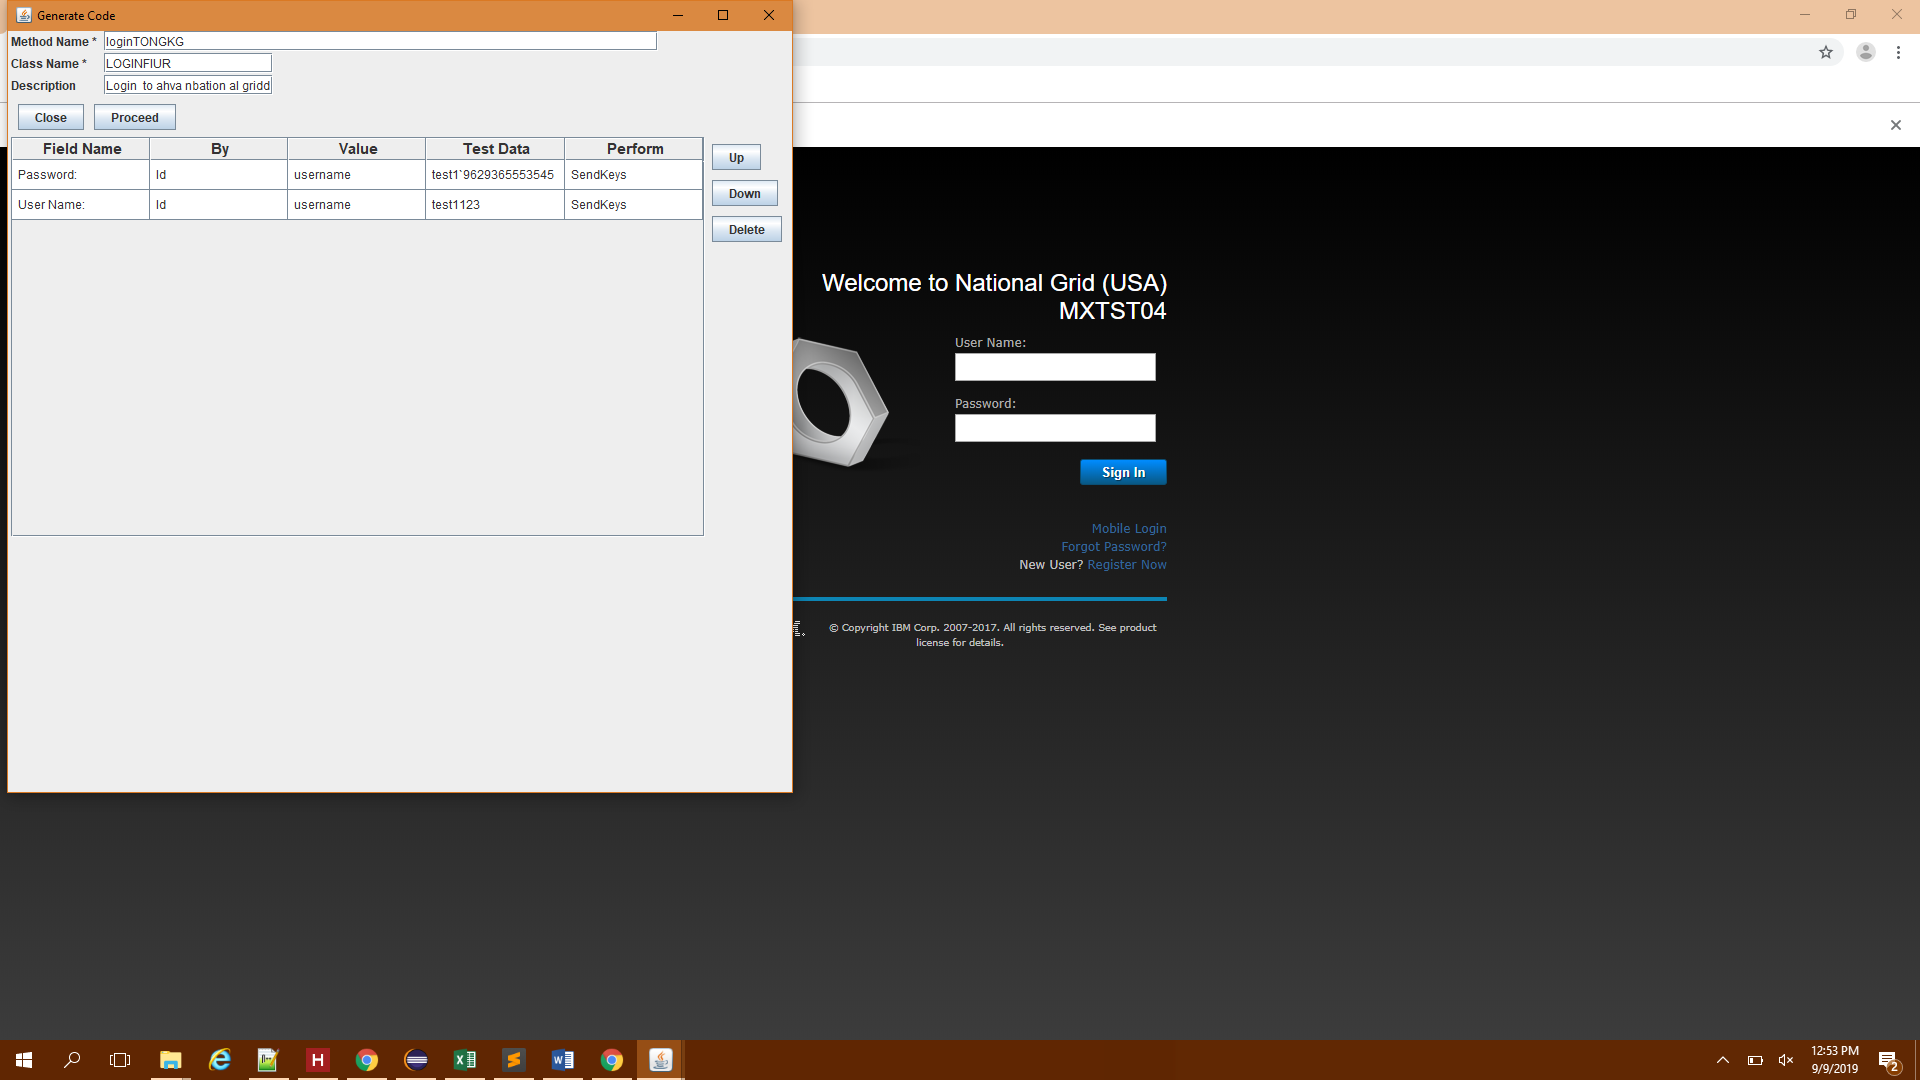 Generate Code
Method Name * loginTONGKG
Class Name * LOGINFIUR
Description Login to ahva nbation al gridd
Close Proceed
Field Name By Value Test Data Perform
Password: Id username test1`9629365553545 SendKeys
User Name: Id username test1123 SendKeys
Up
Down
Delete
Welcome to National Grid (USA)
MXTST04
User Name:
Password:
Sign In
Mobile Login
Forgot Password?
New User? Register Now
© Copyright IBM Corp. 2007-2017. All rights reserved. See product
license for details.
12:53 PM
9/9/2019
2